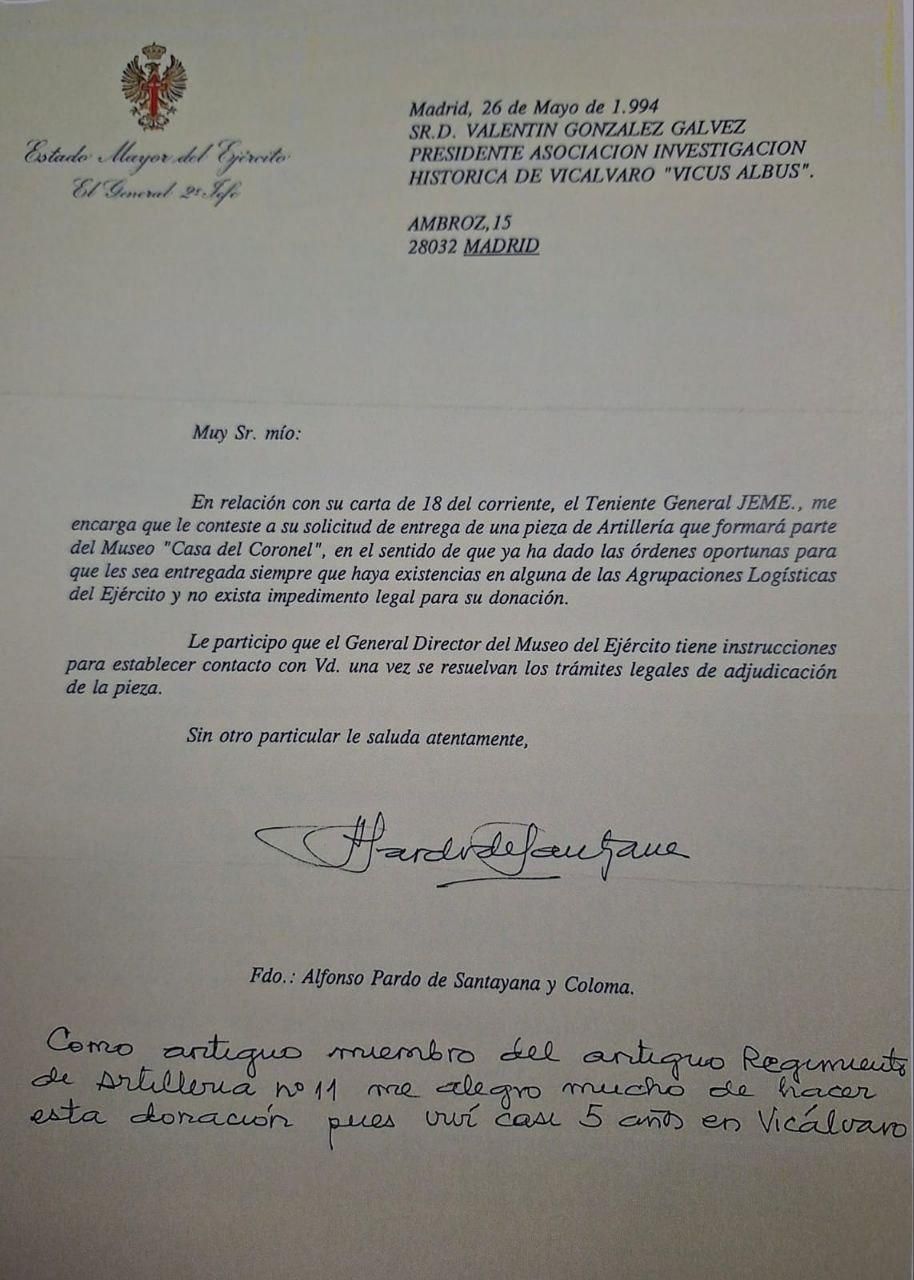 Estado Mayor del Ejército
El General 2º Jefe
Madrid, 26 de Mayo de 1.994
SR.D. VALENTIN GONZALEZ GALVEZ
PRESIDENTE ASOCIACION INVESTIGACION
HISTORICA DE VICALVARO "VICUS ALBUS".
AMBROZ,15
28032 MADRID
Muy Sr. mío:
En relación con su carta de 18 del corriente, el Teniente General JEME., me
encarga que le conteste a su solicitud de entrega de una pieza de Artillería que formará parte
del Museo "Casa del Coronel", en el sentido de que ya ha dado las órdenes oportunas para
que les sea entregada siempre que haya existencias en alguna de las Agrupaciones Logísticas
del Ejército y no exista impedimento legal para su donación.
Le participo que el General Director del Museo del Ejército tiene instrucciones
para establecer contacto con Vd. una vez se resuelvan los trámites legales de adjudicación
de la pieza.
Sin otro particular le saluda atentamente,
APardo de Santayana
Fdo.: Alfonso Pardo de Santayana y Coloma.
Como antiguo miembro del antiguo Regimiento
de Artilleria nº 11 me alegro mucho de hacer
esta donación pues viví casi 5 años en Vicálvaro